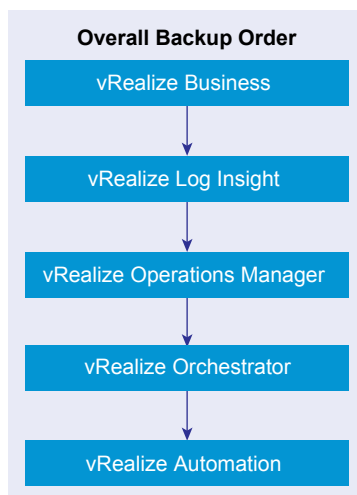 Overall Backup Order
vRealize Business
vRealize Log Insight
vRealize Operations Manager
vRealize Orchestrator
vRealize Automation